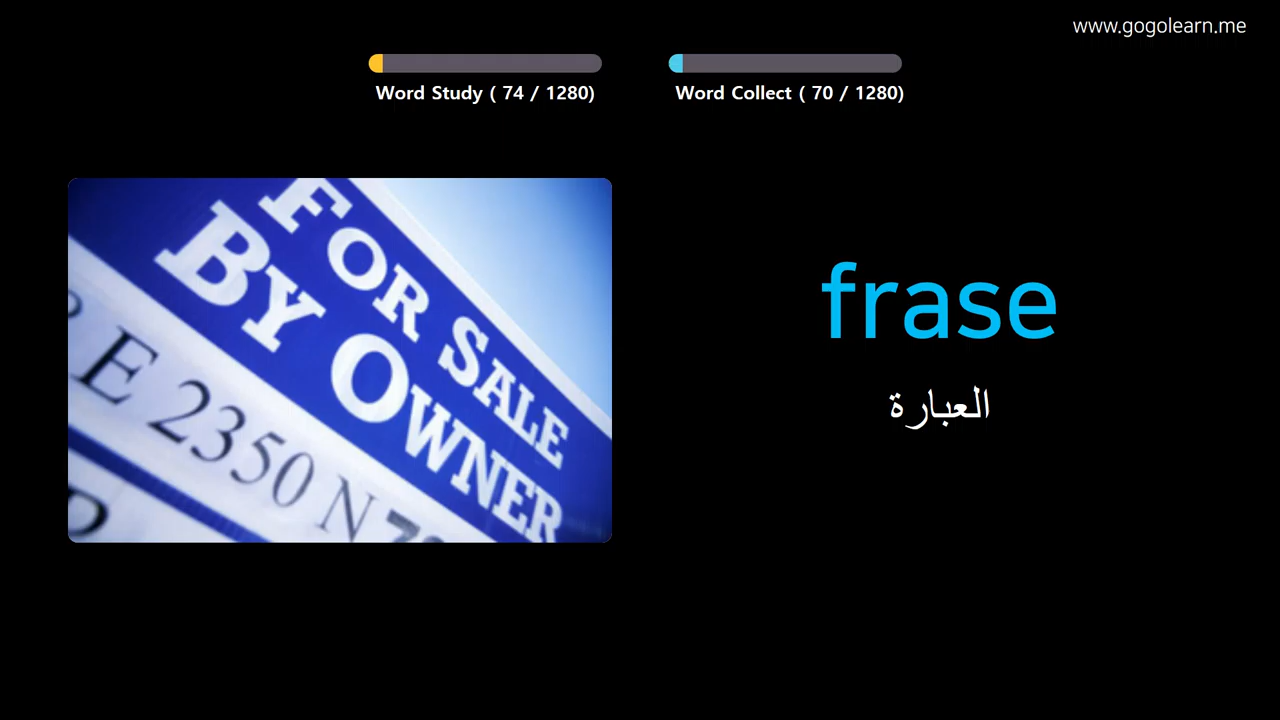 www.gogolearn.me
Word Study ( 74 / 1280)
Word Collect ( 70 / 1280)
FOR SALE
BY OWNER
E 2350 N
frase
العبارة